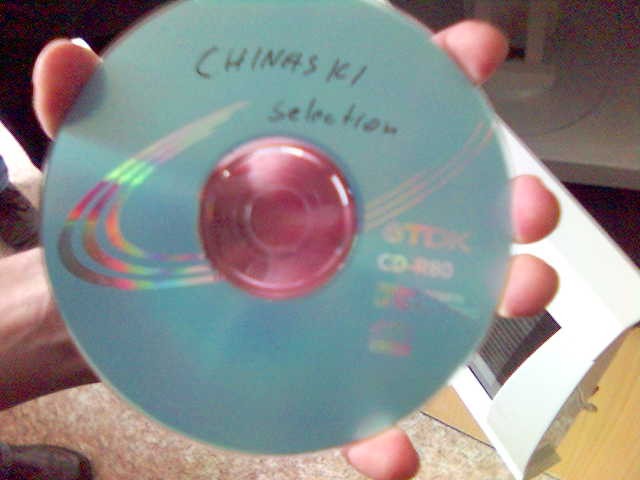 CHINASKI
selection
TDK
CD-R80